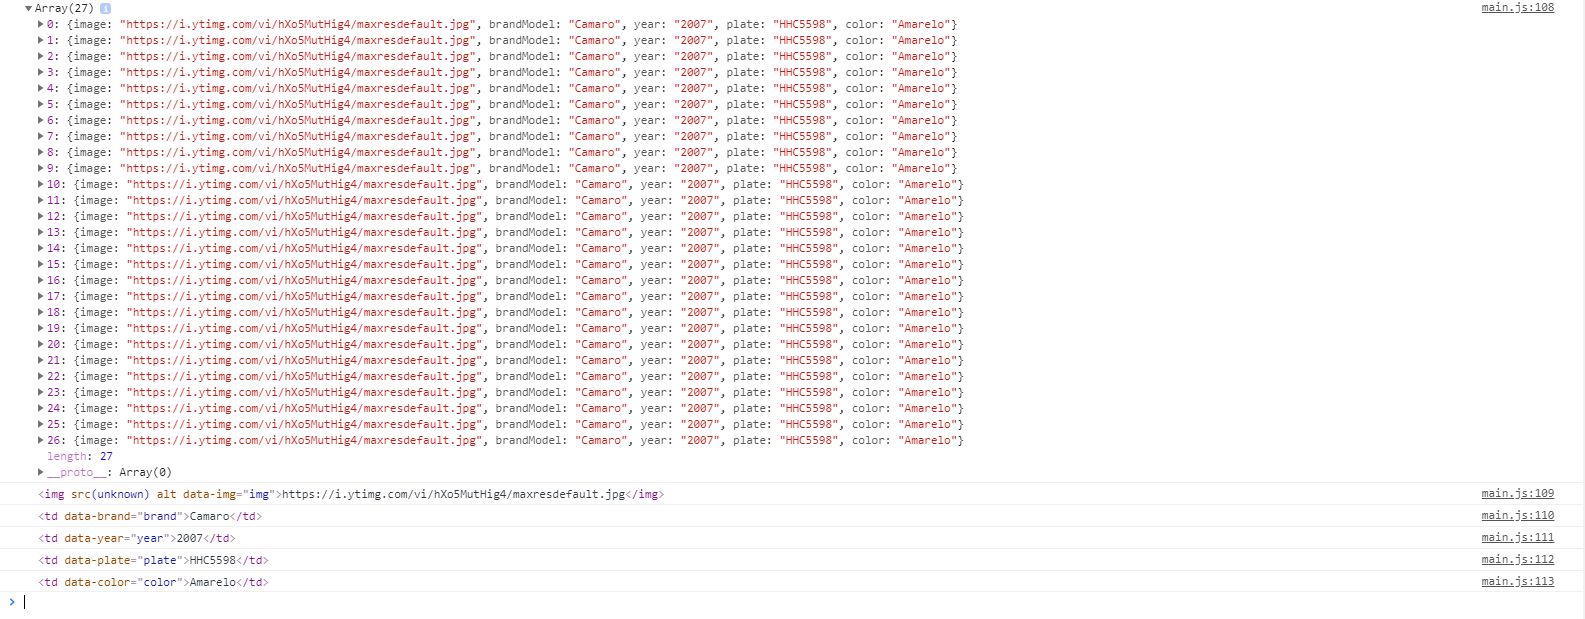 ▼Array(27) i main.js:108
▶0: {image: "https://i.ytimg.com/vi/hXo5MutHig4/maxresdefault.jpg", brandModel: "Camaro", year: "2007", plate: "HHC5598", color: "Amarelo"}
▶1: {image: "https://i.ytimg.com/vi/hXo5MutHig4/maxresdefault.jpg", brandModel: "Camaro", year: "2007", plate: "HHC5598", color: "Amarelo"}
▶2: {image: "https://i.ytimg.com/vi/hXo5MutHig4/maxresdefault.jpg", brandModel: "Camaro", year: "2007", plate: "HHC5598", color: "Amarelo"}
▶3: {image: "https://i.ytimg.com/vi/hXo5MutHig4/maxresdefault.jpg", brandModel: "Camaro", year: "2007", plate: "HHC5598", color: "Amarelo"}
▶4: {image: "https://i.ytimg.com/vi/hXo5MutHig4/maxresdefault.jpg", brandModel: "Camaro", year: "2007", plate: "HHC5598", color: "Amarelo"}
▶5: {image: "https://i.ytimg.com/vi/hXo5MutHig4/maxresdefault.jpg", brandModel: "Camaro", year: "2007", plate: "HHC5598", color: "Amarelo"}
▶6: {image: "https://i.ytimg.com/vi/hXo5MutHig4/maxresdefault.jpg", brandModel: "Camaro", year: "2007", plate: "HHC5598", color: "Amarelo"}
▶7: {image: "https://i.ytimg.com/vi/hXo5MutHig4/maxresdefault.jpg", brandModel: "Camaro", year: "2007", plate: "HHC5598", color: "Amarelo"}
▶8: {image: "https://i.ytimg.com/vi/hXo5MutHig4/maxresdefault.jpg", brandModel: "Camaro", year: "2007", plate: "HHC5598", color: "Amarelo"}
▶9: {image: "https://i.ytimg.com/vi/hXo5MutHig4/maxresdefault.jpg", brandModel: "Camaro", year: "2007", plate: "HHC5598", color: "Amarelo"}
▶10: {image: "https://i.ytimg.com/vi/hXo5MutHig4/maxresdefault.jpg", brandModel: "Camaro", year: "2007", plate: "HHC5598", color: "Amarelo"}
▶11: {image: "https://i.ytimg.com/vi/hXo5MutHig4/maxresdefault.jpg", brandModel: "Camaro", year: "2007", plate: "HHC5598", color: "Amarelo"}
▶12: {image: "https://i.ytimg.com/vi/hXo5MutHig4/maxresdefault.jpg", brandModel: "Camaro", year: "2007", plate: "HHC5598", color: "Amarelo"}
▶13: {image: "https://i.ytimg.com/vi/hXo5MutHig4/maxresdefault.jpg", brandModel: "Camaro", year: "2007", plate: "HHC5598", color: "Amarelo"}
▶14: {image: "https://i.ytimg.com/vi/hXo5MutHig4/maxresdefault.jpg", brandModel: "Camaro", year: "2007", plate: "HHC5598", color: "Amarelo"}
▶15: {image: "https://i.ytimg.com/vi/hXo5MutHig4/maxresdefault.jpg", brandModel: "Camaro", year: "2007", plate: "HHC5598", color: "Amarelo"}
▶16: {image: "https://i.ytimg.com/vi/hXo5MutHig4/maxresdefault.jpg", brandModel: "Camaro", year: "2007", plate: "HHC5598", color: "Amarelo"}
▶17: {image: "https://i.ytimg.com/vi/hXo5MutHig4/maxresdefault.jpg", brandModel: "Camaro", year: "2007", plate: "HHC5598", color: "Amarelo"}
▶18: {image: "https://i.ytimg.com/vi/hXo5MutHig4/maxresdefault.jpg", brandModel: "Camaro", year: "2007", plate: "HHC5598", color: "Amarelo"}
▶19: {image: "https://i.ytimg.com/vi/hXo5MutHig4/maxresdefault.jpg", brandModel: "Camaro", year: "2007", plate: "HHC5598", color: "Amarelo"}
▶20: {image: "https://i.ytimg.com/vi/hXo5MutHig4/maxresdefault.jpg", brandModel: "Camaro", year: "2007", plate: "HHC5598", color: "Amarelo"}
▶21: {image: "https://i.ytimg.com/vi/hXo5MutHig4/maxresdefault.jpg", brandModel: "Camaro", year: "2007", plate: "HHC5598", color: "Amarelo"}
▶22: {image: "https://i.ytimg.com/vi/hXo5MutHig4/maxresdefault.jpg", brandModel: "Camaro", year: "2007", plate: "HHC5598", color: "Amarelo"}
▶23: {image: "https://i.ytimg.com/vi/hXo5MutHig4/maxresdefault.jpg", brandModel: "Camaro", year: "2007", plate: "HHC5598", color: "Amarelo"}
▶24: {image: "https://i.ytimg.com/vi/hXo5MutHig4/maxresdefault.jpg", brandModel: "Camaro", year: "2007", plate: "HHC5598", color: "Amarelo"}
▶25: {image: "https://i.ytimg.com/vi/hXo5MutHig4/maxresdefault.jpg", brandModel: "Camaro", year: "2007", plate: "HHC5598", color: "Amarelo"}
▶26: {image: "https://i.ytimg.com/vi/hXo5MutHig4/maxresdefault.jpg", brandModel: "Camaro", year: "2007", plate: "HHC5598", color: "Amarelo"}
length: 27
▶__proto__: Array(0)
<img src(unknown) alt data-img="img">https://i.ytimg.com/vi/hXo5MutHig4/maxresdefault.jpg</img> main.js:109
<td data-brand="brand">Camaro</td> main.js:110
<td data-year="year">2007</td> main.js:111
<td data-plate="plate">HHC5598</td> main.js:112
<td data-color="color">Amarelo</td> main.js:113
>